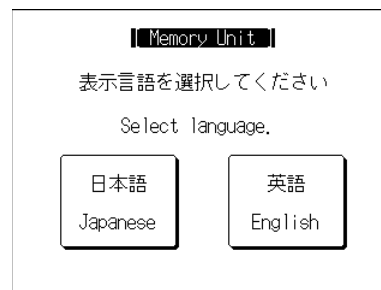 [ Memory Unit ]
表示言語を選択してください
Select language.
日本語
Japanese
英語
English